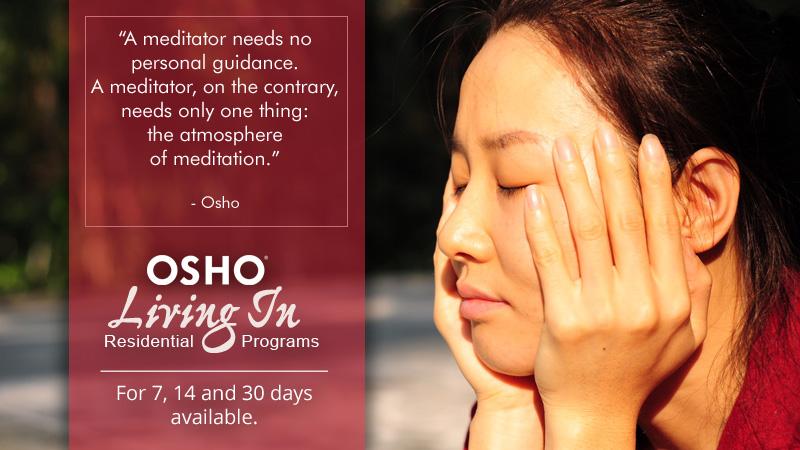 “A meditator needs no
personal guidance.
A meditator, on the contrary,
needs only one thing:
the atmosphere
of meditation.”
- Osho
OSHO®
Living In
Residential Programs
For 7, 14 and 30 days
available.